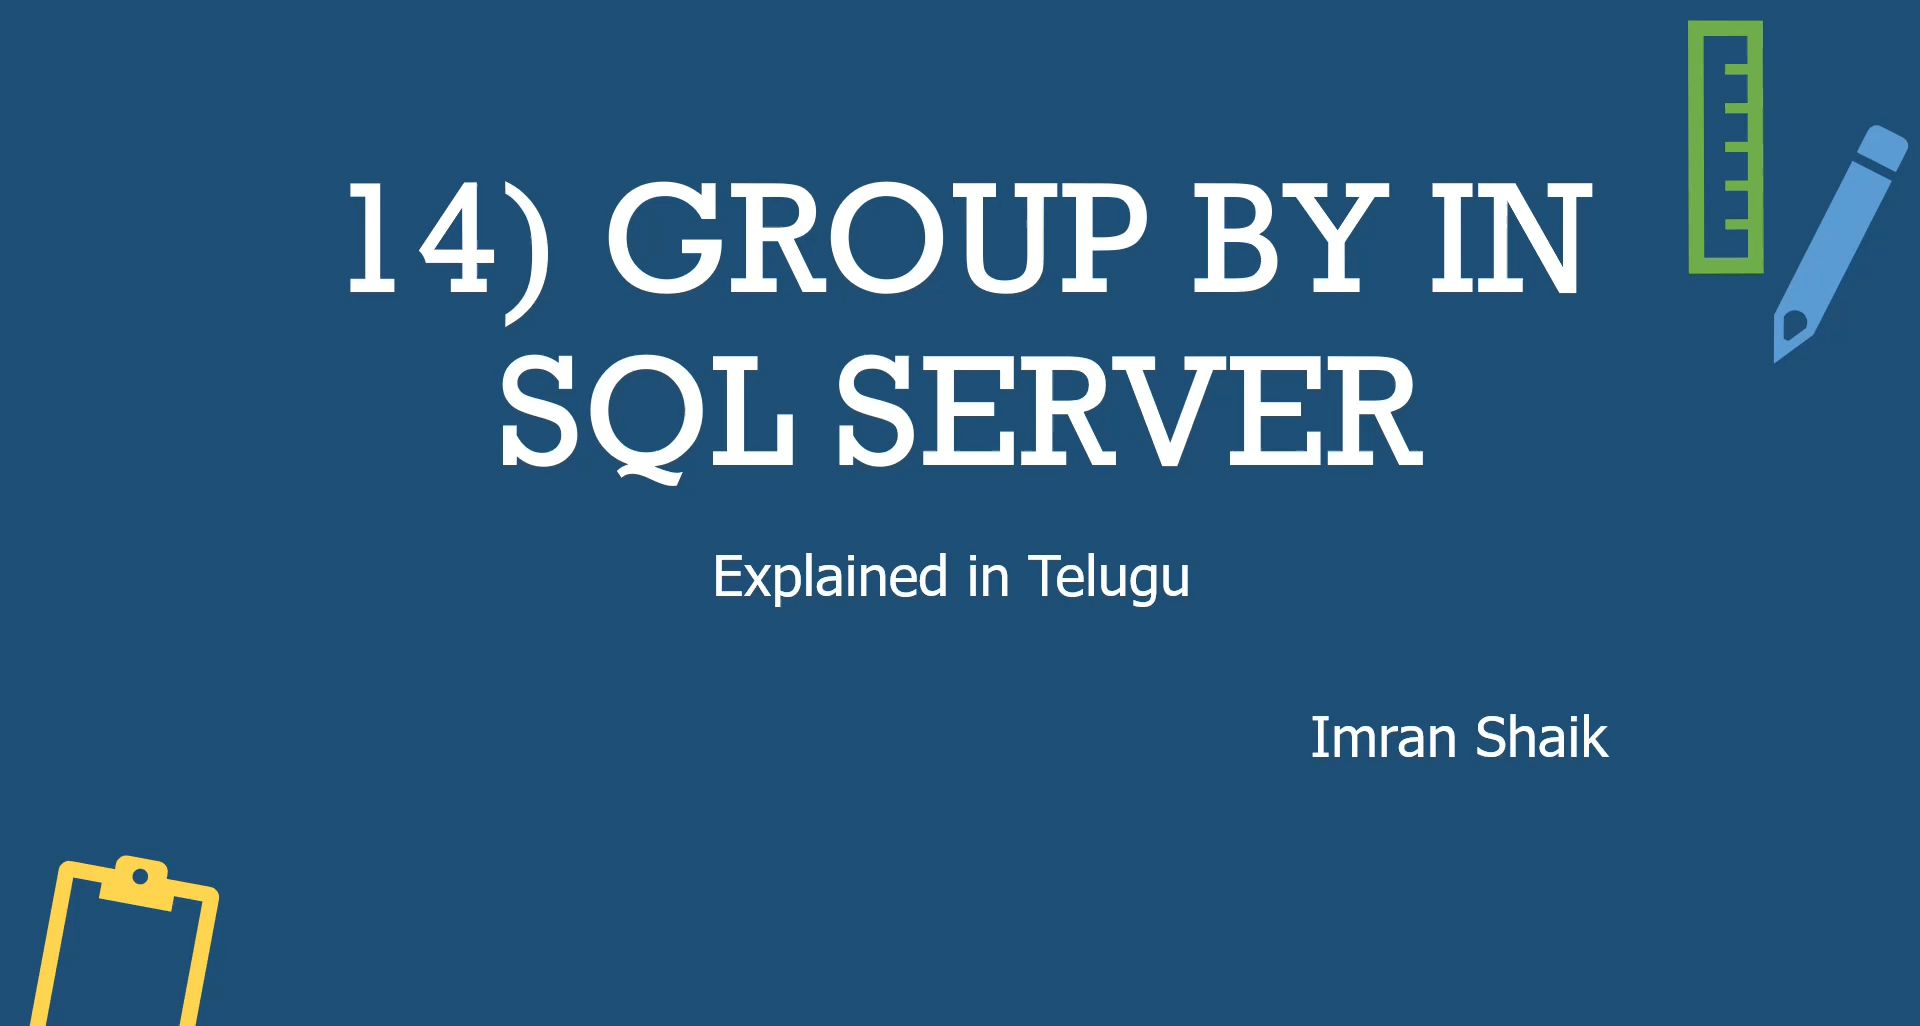 14) GROUP BY IN
SQL SERVER
Explained in Telugu
Imran Shaik